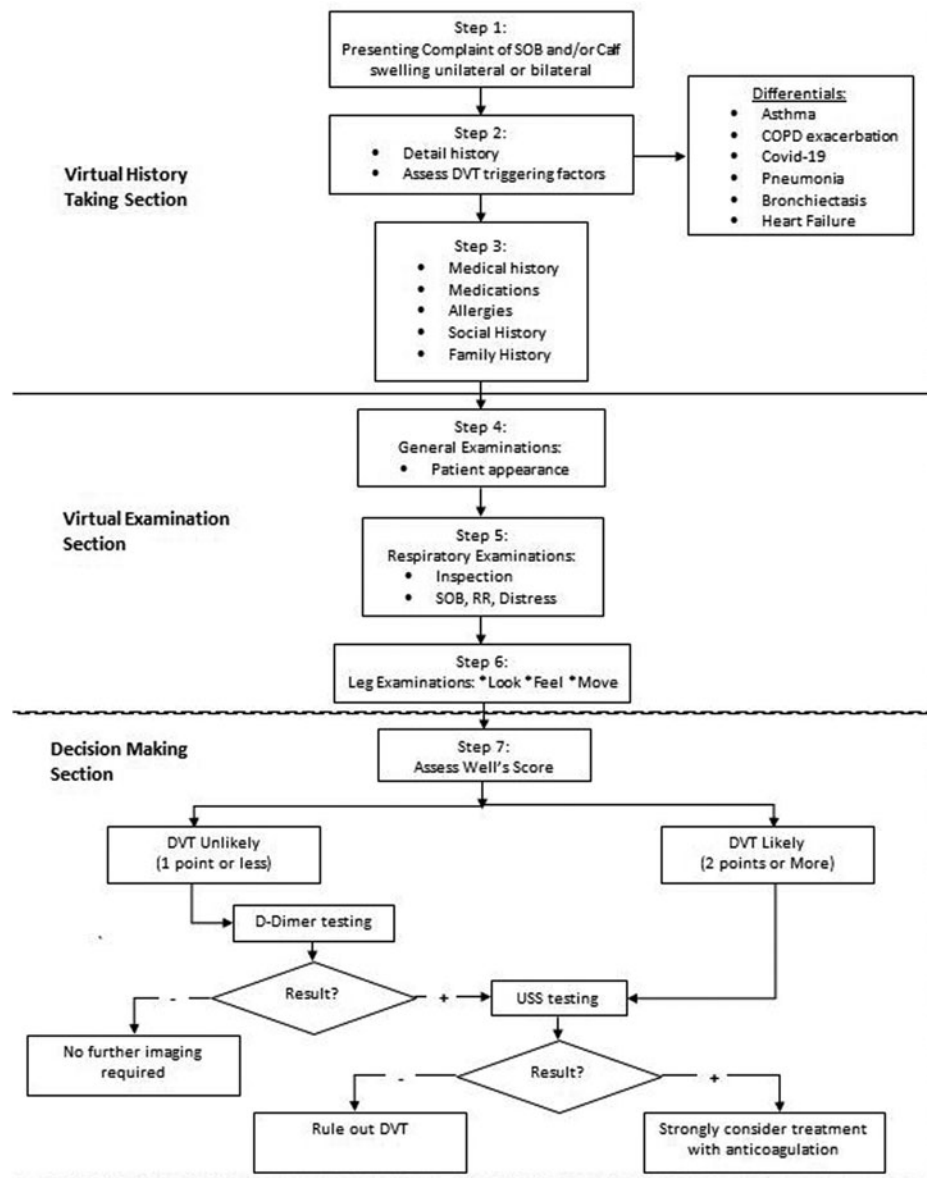 Step 1:
Presenting Complaint of SOB and/or Calf
swelling unilateral or bilateral
Differentials:
• Asthma
• COPD exacerbation
• Covid-19
• Pneumonia
• Bronchiectasis
• Heart Failure
Step 2:
• Detail history
• Assess DVT triggering factors
Virtual History
Taking Section
Step 3:
• Medical history
• Medications
• Allergies
• Social History
• Family History
Step 4:
General Examinations:
• Patient appearance
Virtual Examination
Section
Step 5:
Respiratory Examinations:
• Inspection
• SOB, RR, Distress
Step 6:
Leg Examinations: *Look *Feel *Move
Decision Making
Section
Step 7:
Assess Well's Score
DVT Unlikely
(1 point or less)
DVT Likely
(2 points or More)
D-Dimer testing
Result?
-
+
USS testing
No further imaging
required
Result?
-
+
Rule out DVT
Strongly consider treatment
with anticoagulation